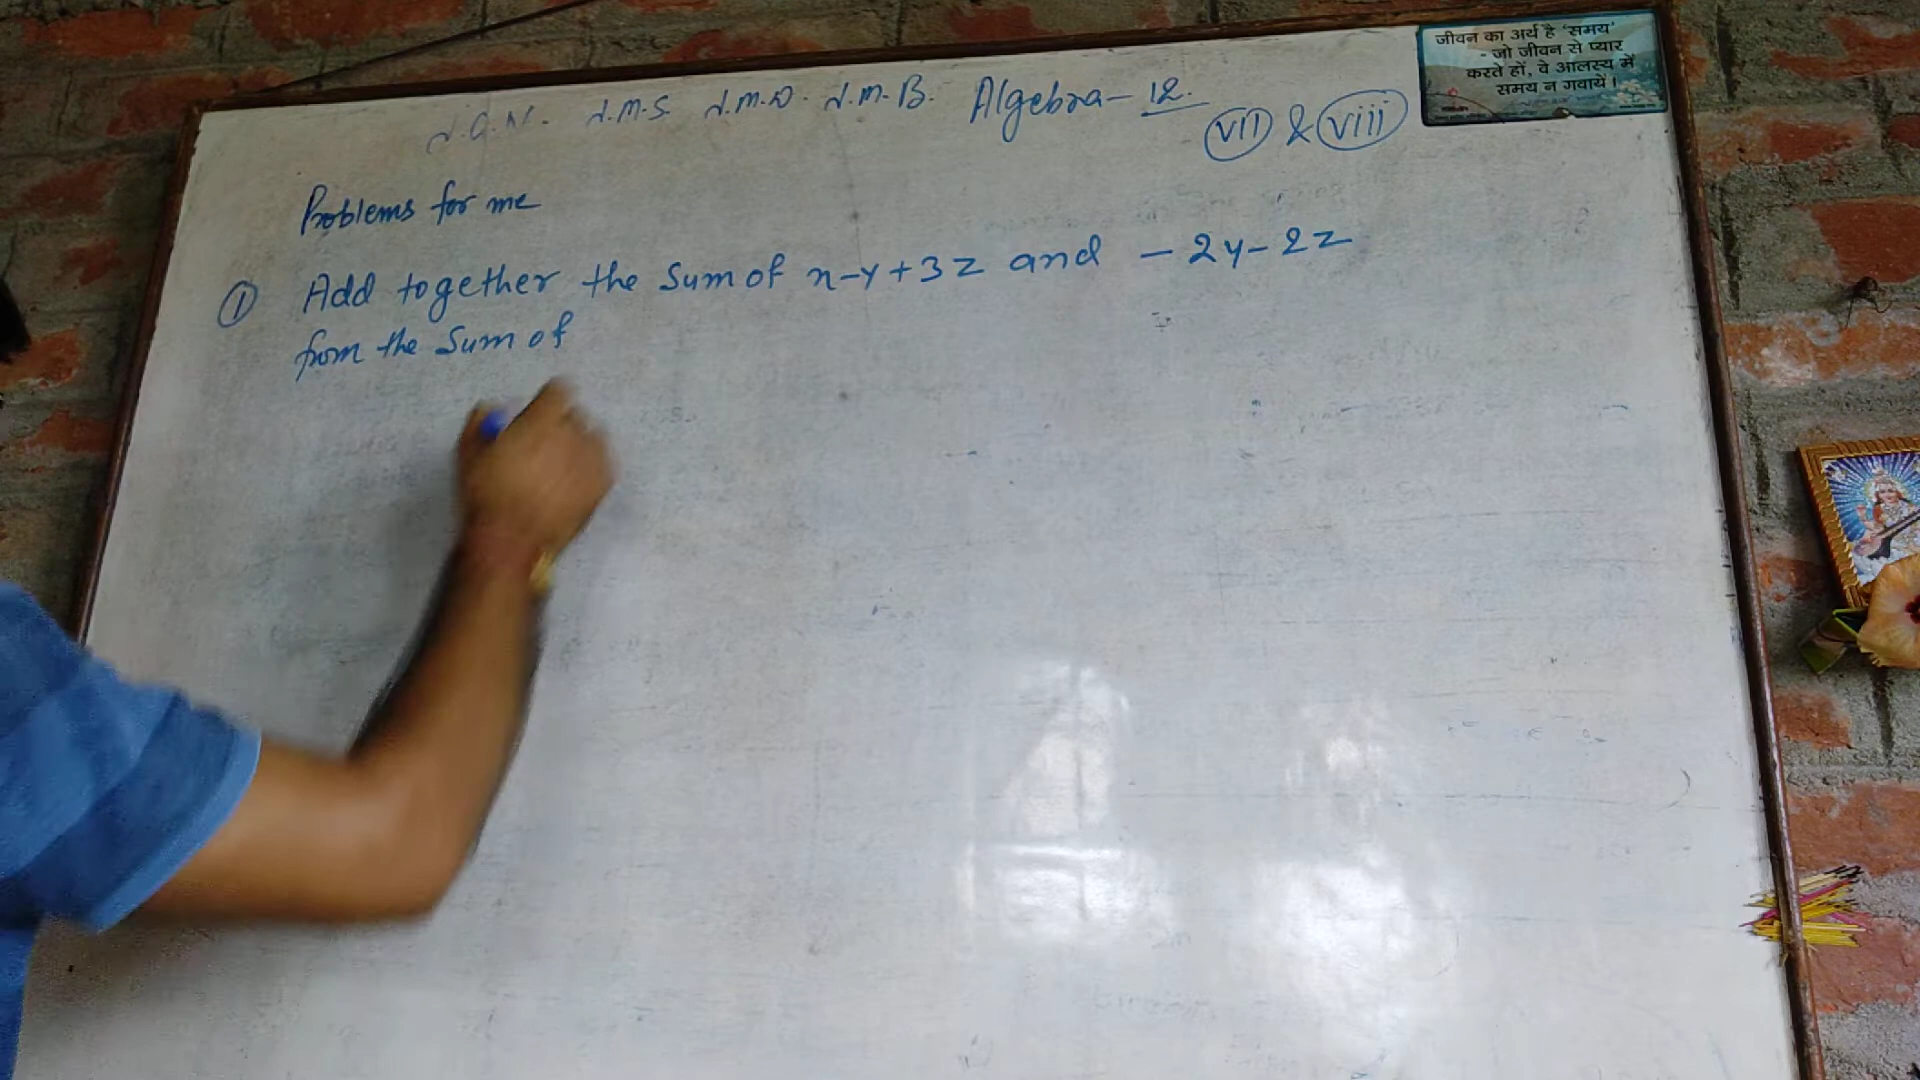 N.G.N. N.M.S. N.M.D. N.M.B. Algebra - 12.
VII & VIII
जीवन का अर्थ है 'समय'
- जो जीवन से प्यार
करते हों, वे आलस्य में
समय न गवायें।
Problems for me
① Add together the Sum of x-y+3z and -2y-2z
from the Sum of